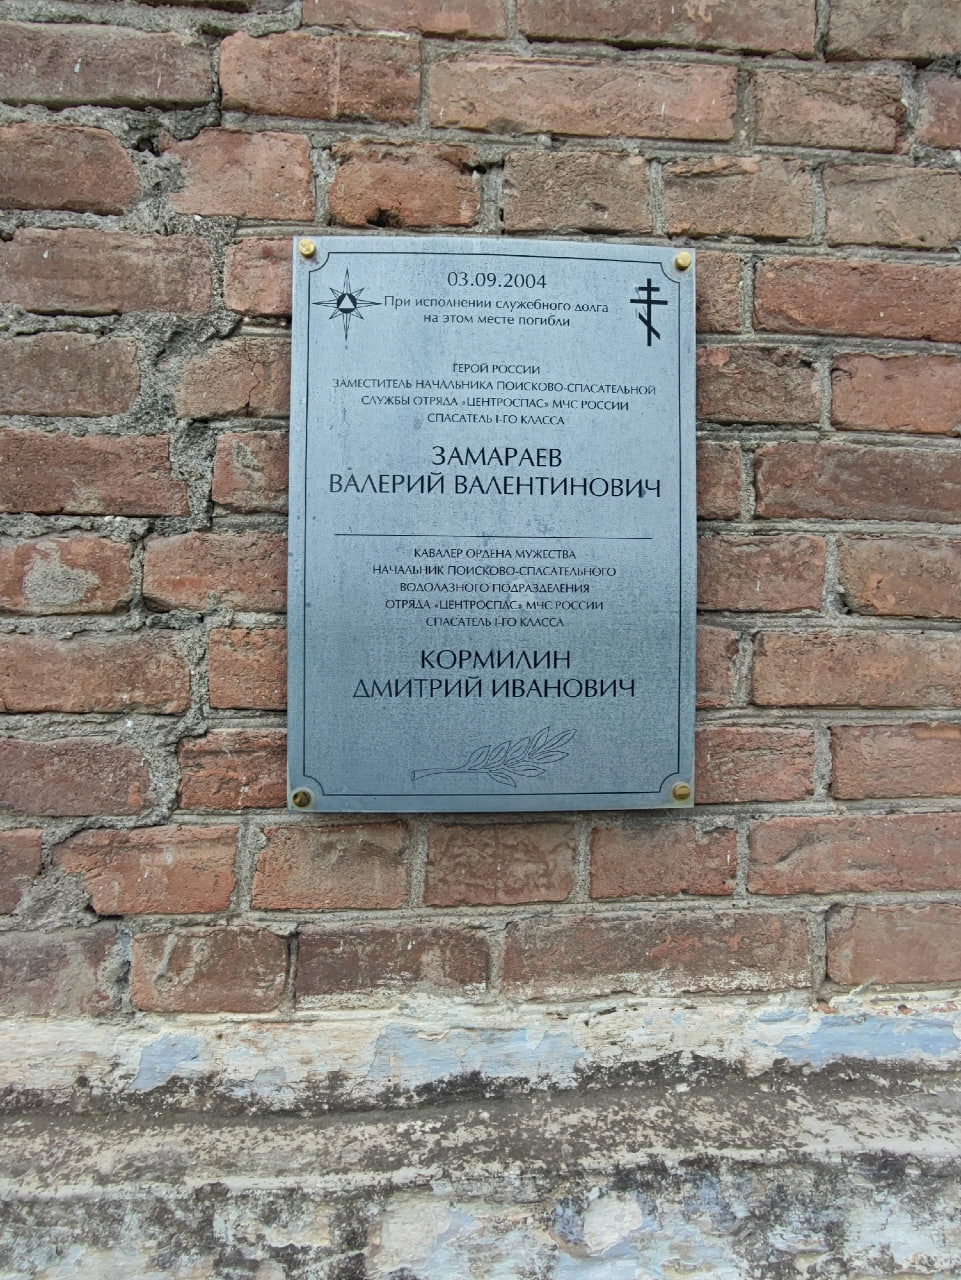 03.09.2004
При исполнении служебного долга
на этом месте погибли
ГЕРОЙ РОССИИ
ЗАМЕСТИТЕЛЬ НАЧАЛЬНИКА ПОИСКОВО-СПАСАТЕЛЬНОЙ
СЛУЖБЫ ОТРЯДА «ЦЕНТРОСПАС» МЧС РОССИИ
СПАСАТЕЛЬ I-ГО КЛАССА
ЗАМАРАЕВ
ВАЛЕРИЙ ВАЛЕНТИНОВИЧ
КАВАЛЕР ОРДЕНА МУЖЕСТВА
НАЧАЛЬНИК ПОИСКОВО-СПАСАТЕЛЬНОГО
ВОДОЛАЗНОГО ПОДРАЗДЕЛЕНИЯ
ОТРЯДА «ЦЕНТРОСПАС» МЧС РОССИИ
СПАСАТЕЛЬ I-ГО КЛАССА
КОРМИЛИН
ДМИТРИЙ ИВАНОВИЧ